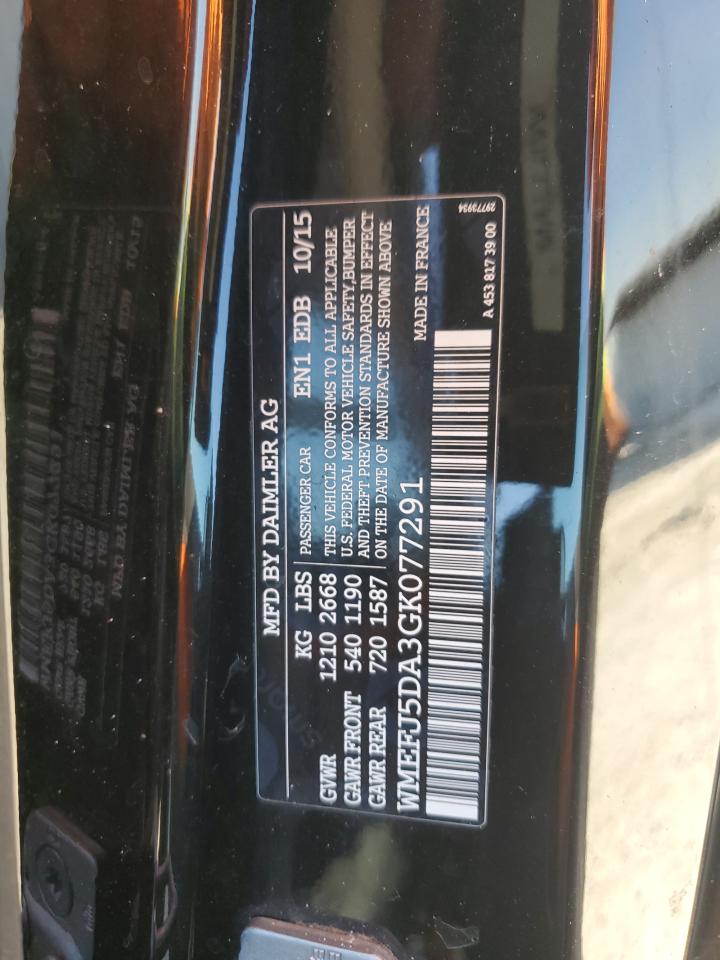 MFD BY DAIMLER AG
KG LBS PASSENGER CAR EN1 EDB 10/15
GVWR 1210 2668
GAWR FRONT 540 1190
GAWR REAR 720 1587
THIS VEHICLE CONFORMS TO ALL APPLICABLE
U.S. FEDERAL MOTOR VEHICLE SAFETY,BUMPER
AND THEFT PREVENTION STANDARDS IN EFFECT
ON THE DATE OF MANUFACTURE SHOWN ABOVE
WMEFJ5DA3GK077291 MADE IN FRANCE
A 453 817 39 00
29773934
smart